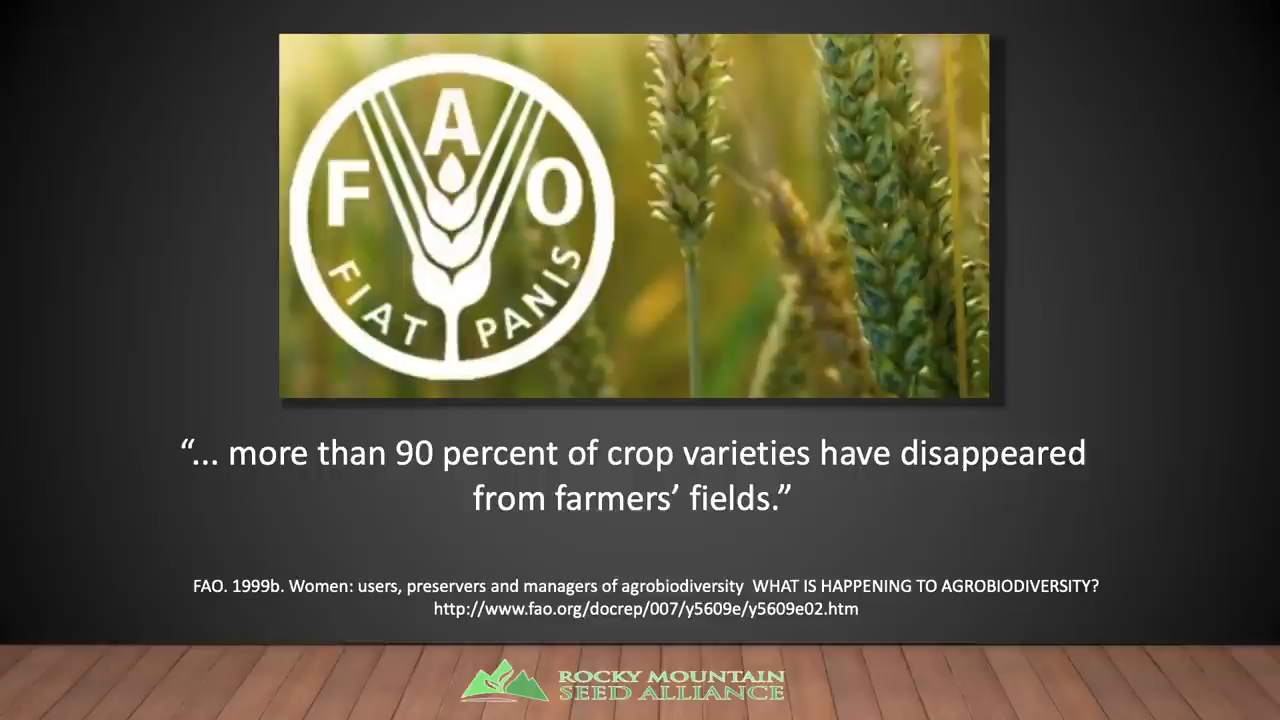 A
F O
FIAT PANIS
“... more than 90 percent of crop varieties have disappeared
from farmers’ fields.”
FAO. 1999b. Women: users, preservers and managers of agrobiodiversity  WHAT IS HAPPENING TO AGROBIODIVERSITY?
http://www.fao.org/docrep/007/y5609e/y5609e02.htm
ROCKY MOUNTAIN
SEED ALLIANCE